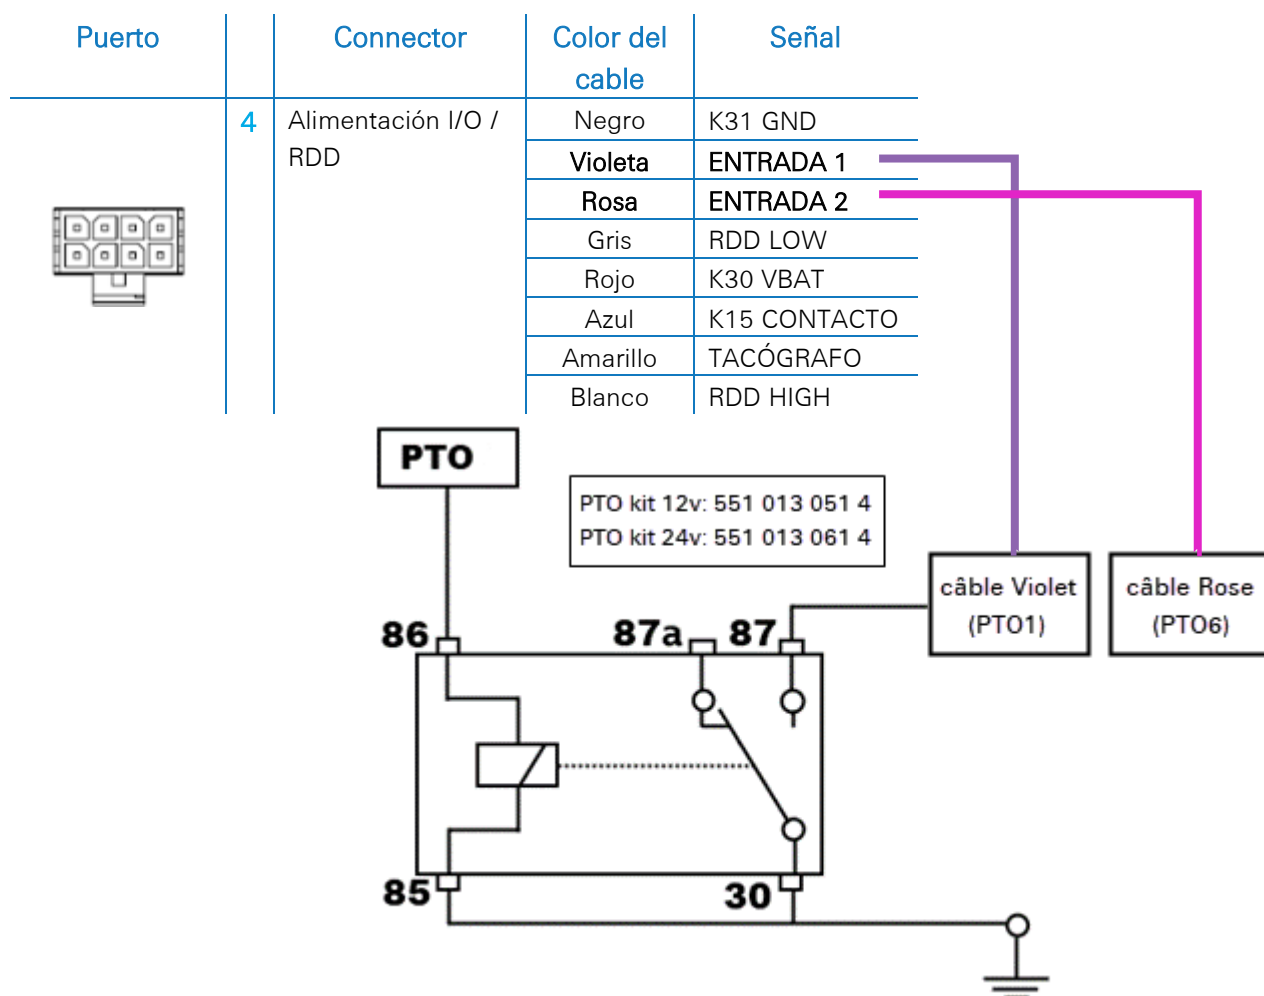 Puerto
Connector
Color del
cable
Señal
4
Alimentación I/O /
RDD
Negro
K31 GND
Violeta
ENTRADA 1
Rosa
ENTRADA 2
Gris
RDD LOW
Rojo
K30 VBAT
Azul
K15 CONTACTO
Amarillo
TACÓGRAFO
Blanco
RDD HIGH
PTO
PTO kit 12v: 551 013 051 4
PTO kit 24v: 551 013 061 4
câble Violet
(PTO1)
câble Rose
(PTO6)
86
87a
87
85
30